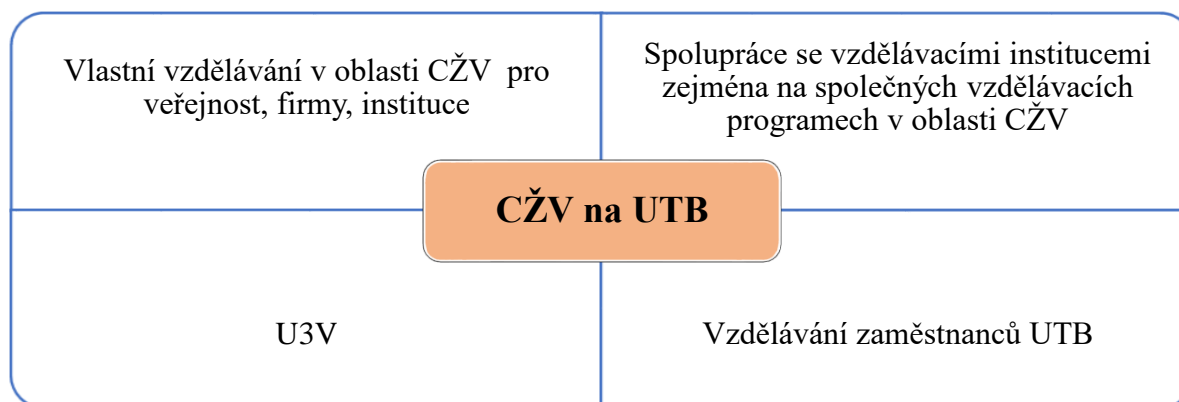 Vlastní vzdělávání v oblasti CŽV pro
veřejnost, firmy, instituce
Spolupráce se vzdělávacími institucemi
zejména na společných vzdělávacích
programech v oblasti CŽV
CŽV na UTB
U3V
Vzdělávání zaměstnanců UTB